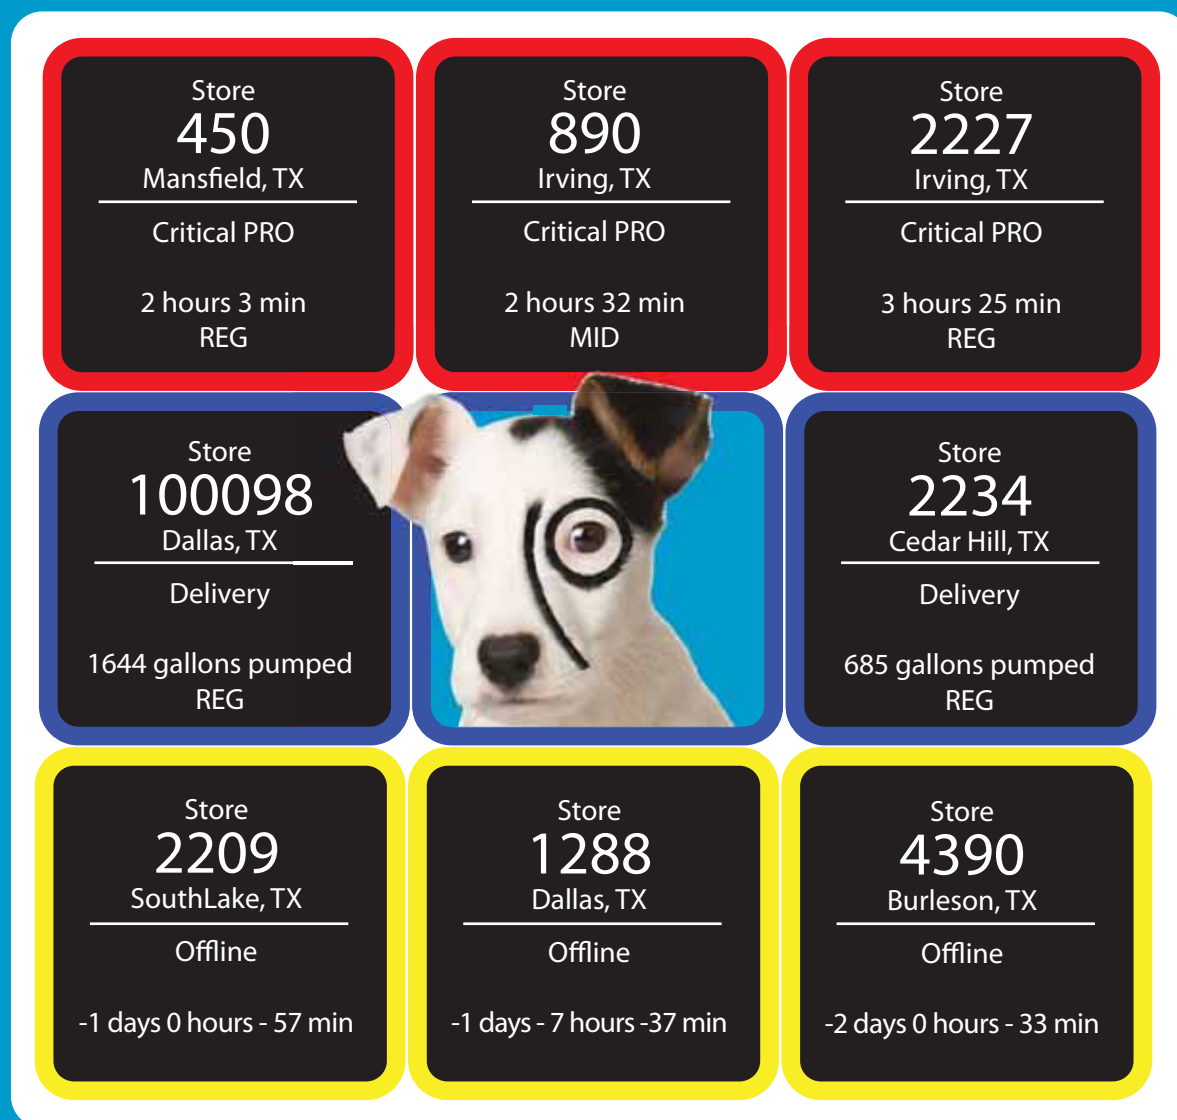 Store
450
Mansfield, TX
Critical PRO
2 hours 3 min
REG
Store
890
Irving, TX
Critical PRO
2 hours 32 min
MID
Store
2227
Irving, TX
Critical PRO
3 hours 25 min
REG
Store
100098
Dallas, TX
Delivery
1644 gallons pumped
REG
Store
2234
Cedar Hill, TX
Delivery
685 gallons pumped
REG
Store
2209
SouthLake, TX
Offline
-1 days 0 hours - 57 min
Store
1288
Dallas, TX
Offline
-1 days - 7 hours -37 min
Store
4390
Burleson, TX
Offline
-2 days 0 hours - 33 min